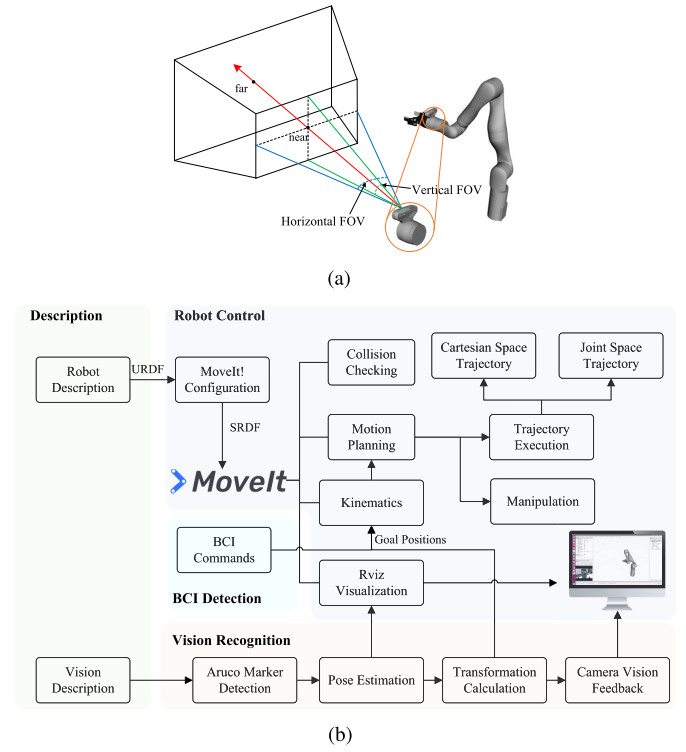 far
near
Vertical FOV
Horizontal FOV
(a)
Description
Robot Control
Robot
Description
URDF
MoveIt!
Configuration
SRDF
MoveIt
Collision
Checking
Cartesian Space
Trajectory
Joint Space
Trajectory
Motion
Planning
Trajectory
Execution
Kinematics
Manipulation
BCI
Commands
Goal Positions
BCI Detection
Rviz
Visualization
Vision Recognition
Vision
Description
Aruco Marker
Detection
Pose Estimation
Transformation
Calculation
Camera Vision
Feedback
(b)